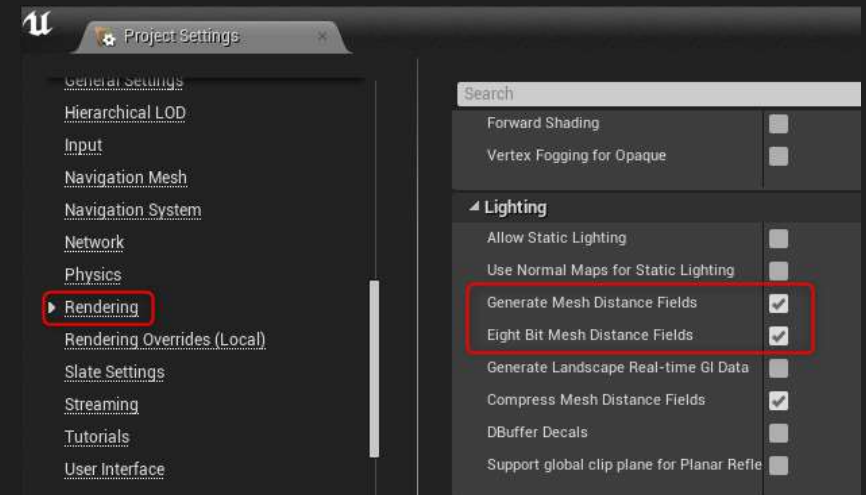 Project Settings
General Settings
Hierarchical LOD
Input
Navigation Mesh
Navigation System
Network
Physics
Rendering
Rendering Overrides (Local)
Slate Settings
Streaming
Tutorials
User Interface
Search
Forward Shading
Vertex Fogging for Opaque
Lighting
Allow Static Lighting
Use Normal Maps for Static Lighting
Generate Mesh Distance Fields
Eight Bit Mesh Distance Fields
Generate Landscape Real-time GI Data
Compress Mesh Distance Fields
DBuffer Decals
Support global clip plane for Planar Refle